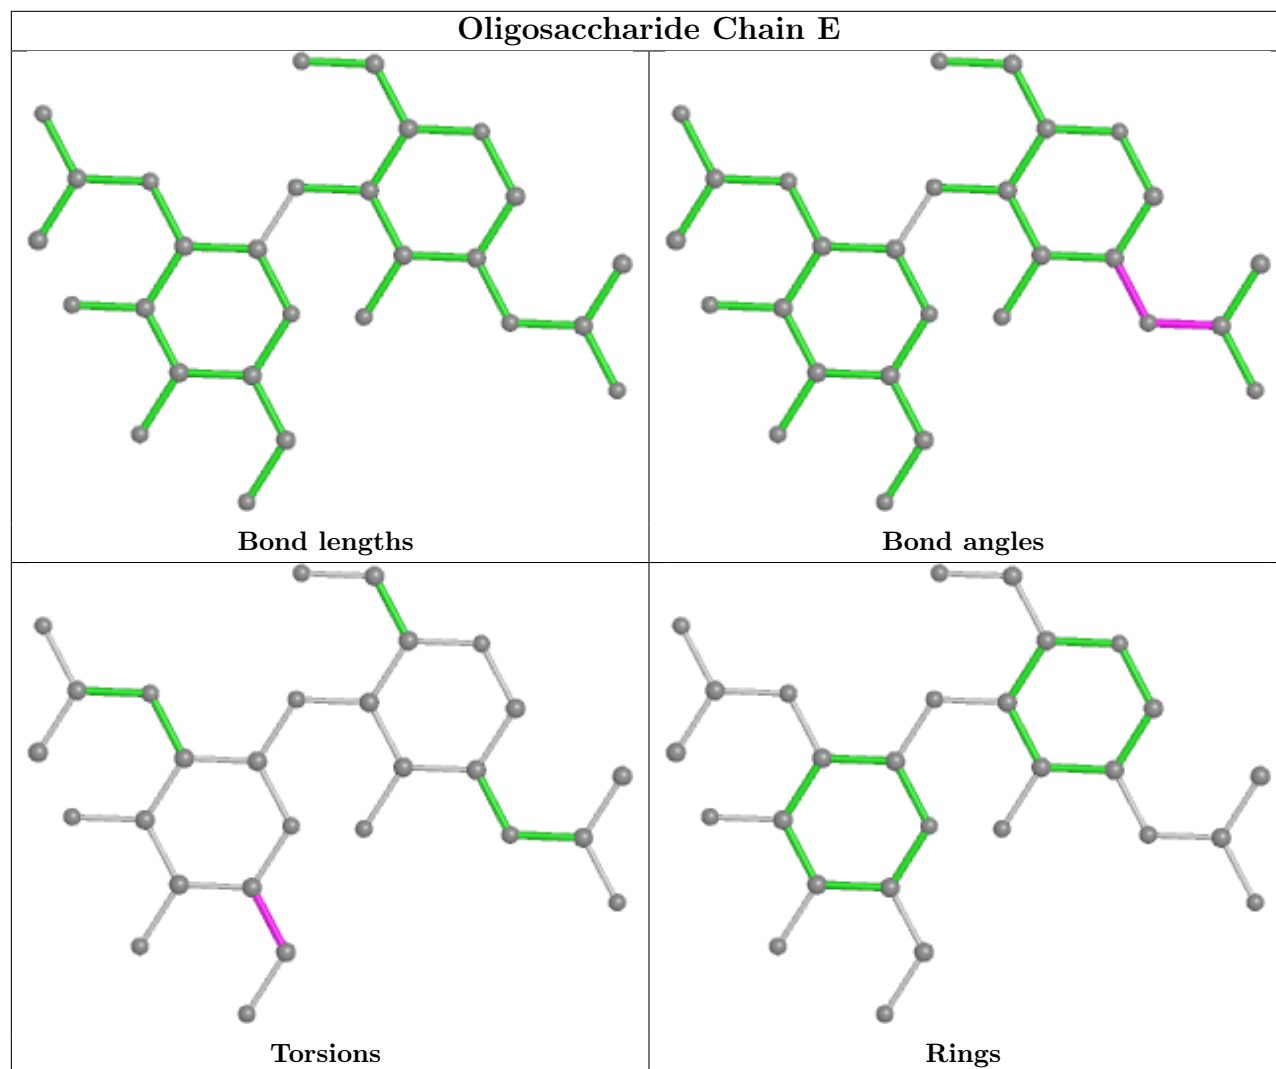 Oligosaccharide Chain E
Bond lengths
Bond angles
Torsions
Rings